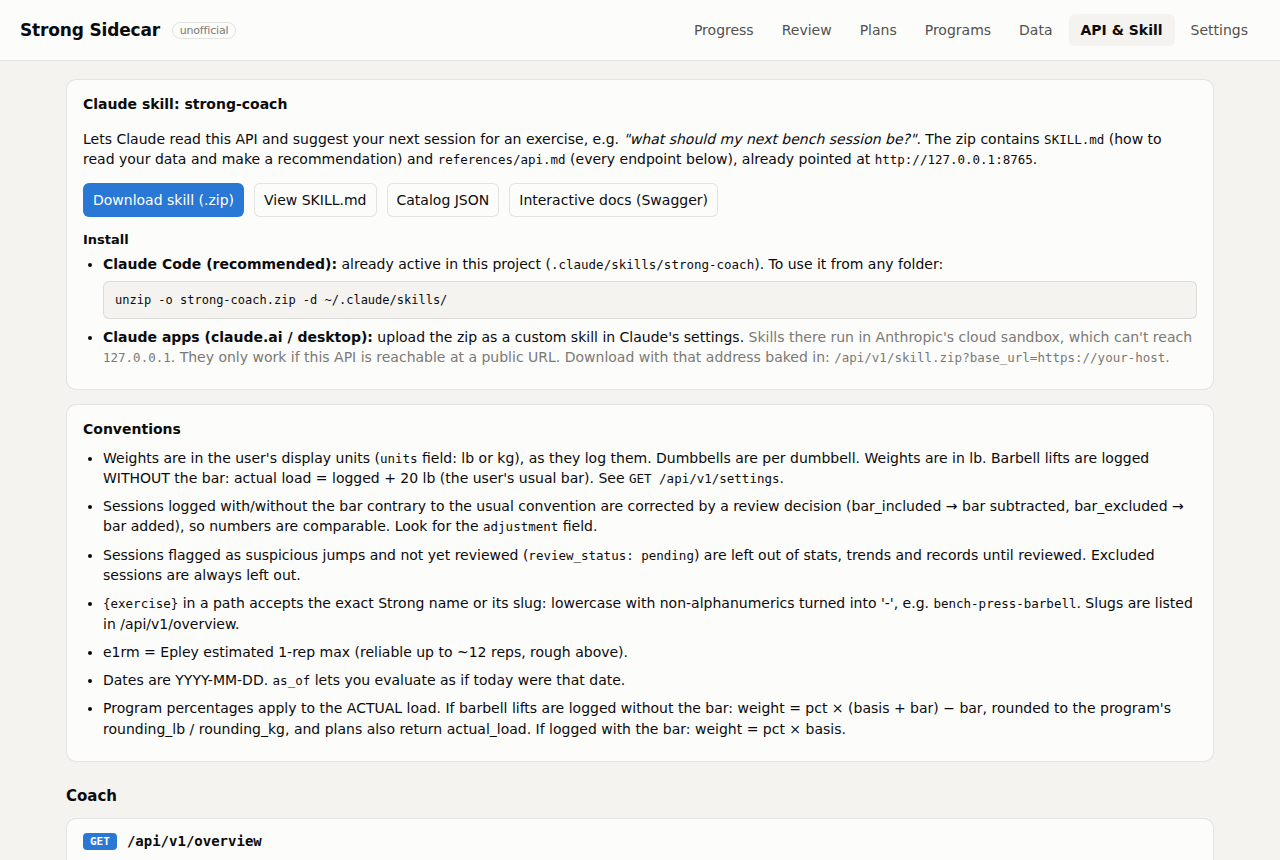 Strong Sidecar unofficial Progress Review Plans Programs Data API & Skill Settings
Claude skill: strong-coach
Lets Claude read this API and suggest your next session for an exercise, e.g. "what should my next bench session be?". The zip contains SKILL.md (how to
read your data and make a recommendation) and references/api.md (every endpoint below), already pointed at http://127.0.0.1:8765.
Download skill (.zip) View SKILL.md Catalog JSON Interactive docs (Swagger)
Install
• Claude Code (recommended): already active in this project (.claude/skills/strong-coach). To use it from any folder:
unzip -o strong-coach.zip -d ~/.claude/skills/
• Claude apps (claude.ai / desktop): upload the zip as a custom skill in Claude's settings. Skills there run in Anthropic's cloud sandbox, which can't reach
127.0.0.1. They only work if this API is reachable at a public URL. Download with that address baked in: /api/v1/skill.zip?base_url=https://your-host.
Conventions
• Weights are in the user's display units (units field: lb or kg), as they log them. Dumbbells are per dumbbell. Weights are in lb. Barbell lifts are logged
WITHOUT the bar: actual load = logged + 20 lb (the user's usual bar). See GET /api/v1/settings.
• Sessions logged with/without the bar contrary to the usual convention are corrected by a review decision (bar_included → bar subtracted, bar_excluded →
bar added), so numbers are comparable. Look for the adjustment field.
• Sessions flagged as suspicious jumps and not yet reviewed (review_status: pending) are left out of stats, trends and records until reviewed. Excluded
sessions are always left out.
• {exercise} in a path accepts the exact Strong name or its slug: lowercase with non-alphanumerics turned into '-', e.g. bench-press-barbell. Slugs are listed
in /api/v1/overview.
• e1rm = Epley estimated 1-rep max (reliable up to ~12 reps, rough above).
• Dates are YYYY-MM-DD. as_of lets you evaluate as if today were that date.
• Program percentages apply to the ACTUAL load. If barbell lifts are logged without the bar: weight = pct × (basis + bar) − bar, rounded to the program's
rounding_lb / rounding_kg, and plans also return actual_load. If logged with the bar: weight = pct × basis.
Coach
GET /api/v1/overview